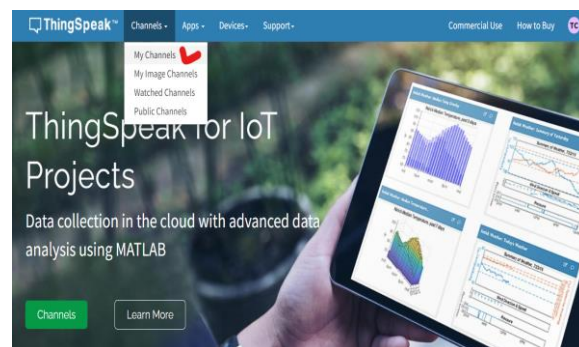 ThingSpeak™ Channels Apps Devices Support Commercial Use How to Buy TC
My Channels
My Image Channels
Watched Channels
Public Channels
ThingSpeak for IoT
Projects
Data collection in the cloud with advanced data
analysis using MATLAB
Channels Learn More